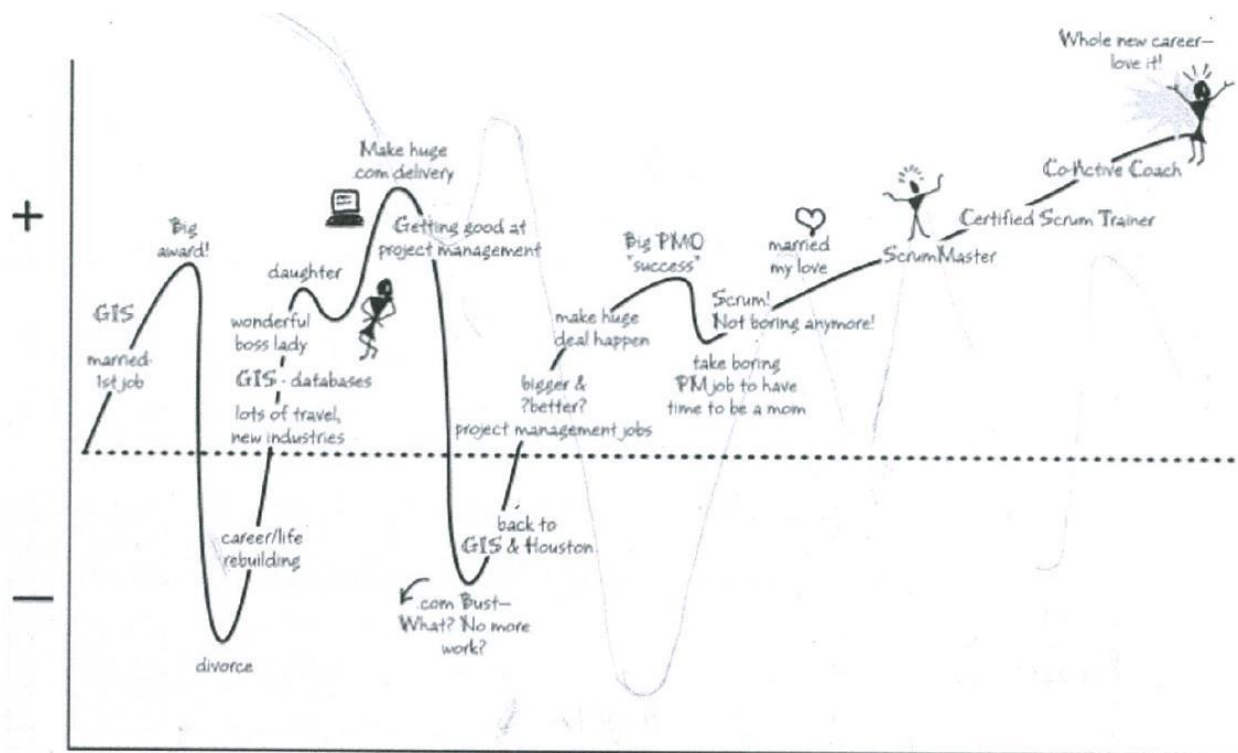 +
−
married-
1st job
GIS
Big
award!
divorce
career/life
rebuilding
lots of travel,
new industries
GIS - databases
wonderful
boss lady
daughter
Make huge
.com delivery
Getting good at
project management
.com Bust—
What? No more
work?
back to
GIS & Houston
bigger &
?better?
project management jobs
make huge
deal happen
Big PMO
"success"
take boring
PM job to have
time to be a mom
Scrum!
Not boring anymore!
married
my love
ScrumMaster
Certified Scrum Trainer
Co-Active Coach
Whole new career—
love it!